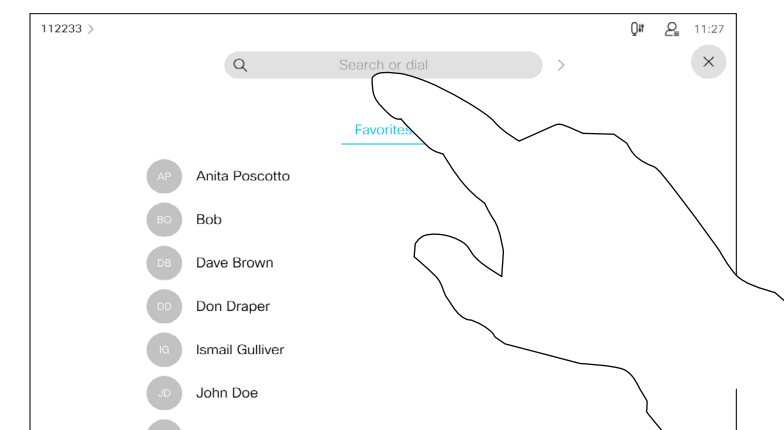 112233 >
11:27
Search or dial
Favorites
AP Anita Poscotto
BO Bob
DB Dave Brown
DD Don Draper
IG Ismail Gulliver
JD John Doe